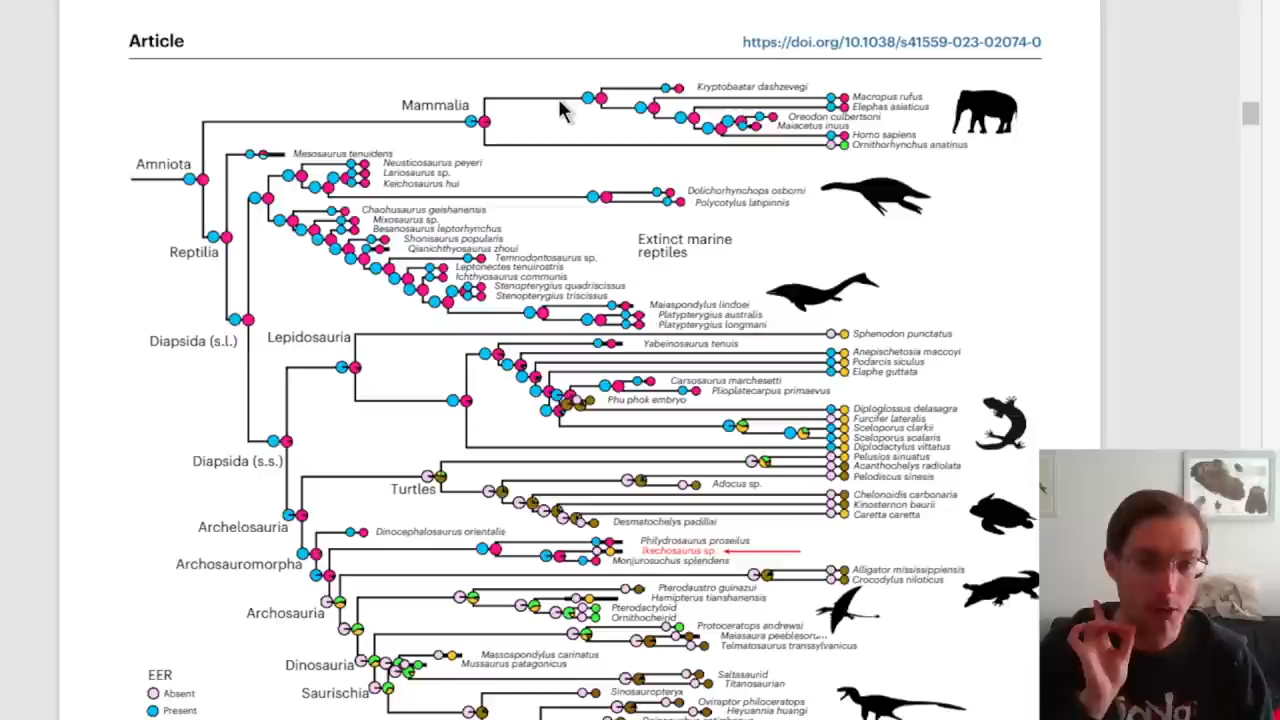 Article
https://doi.org/10.1038/s41559-023-02074-0
Kryptobaatar dashzevegi
Mammalia
Macropus rufus
Elephas asiaticus
Oreodon culbertsoni
Maiacetus inuus
Homo sapiens
Ornitorhynchus anatinus
Amniota
Mesosaurus tenuidens
Neusticosaurus peyeri
Lariosaurus sp.
Keichosaurus hui
Dolichorhynchops osborni
Polycotylus latipinnis
Chaohusaurus geishanensis
Mixosaurus sp.
Besanosaurus leptorhynchus
Shonisaurus popularis
Qianichthyosaurus zhoui
Extinct marine
reptiles
Reptilia
Temnodontosaurus sp.
Leptonectes tenuirostris
Ichthyosaurus communis
Stenopterygius quadriscissus
Stenopterygius triscissus
Maiaspondylus lindoei
Platypterygius australis
Platypterygius longmani
Diapsida (s.l.)
Lepidosauria
Sphenodon punctatus
Yabeinosaurus tenuis
Anepischetosia maccoyi
Podarcis siculus
Elaphe guttata
Carsosaurus marchesetti
Plioplatecarpus primaevus
Phu phok embryo
Diploglossus delasagra
Furcifer lateralis
Sceloporus clarkii
Sceloporus scalaris
Diplodactylus vittatus
Diapsida (s.s.)
Pelusios sinuatus
Acanthochelys radiolata
Pelodiscus sinesis
Turtles
Adocus sp.
Chelonoidis carbonaria
Kinosternon baurii
Caretta caretta
Desmatochelys padillai
Archelosauria
Dinocephalosaurus orientalis
Philydrosaurus proseilus
Ikechosaurus sp.
Monjurosuchus splendens
Archosauromorpha
Alligator mississippiensis
Crocodylus niloticus
Pterodaustro guinazui
Hamipterus tianshanensis
Pterodactyloid
Ornithocheirid
Archosauria
Protoceratops andrewsi
Maiasaura peeblesorum
Telmatosaurus transsylvanicus
Dinosauria
Massospondylus carinatus
Mussaurus patagonicus
Saurischia
Saltasaurid
Titanosaurian
Sinosauropteryx
Oviraptor philoceratops
Heyuannia huangi
EER
Absent
Present